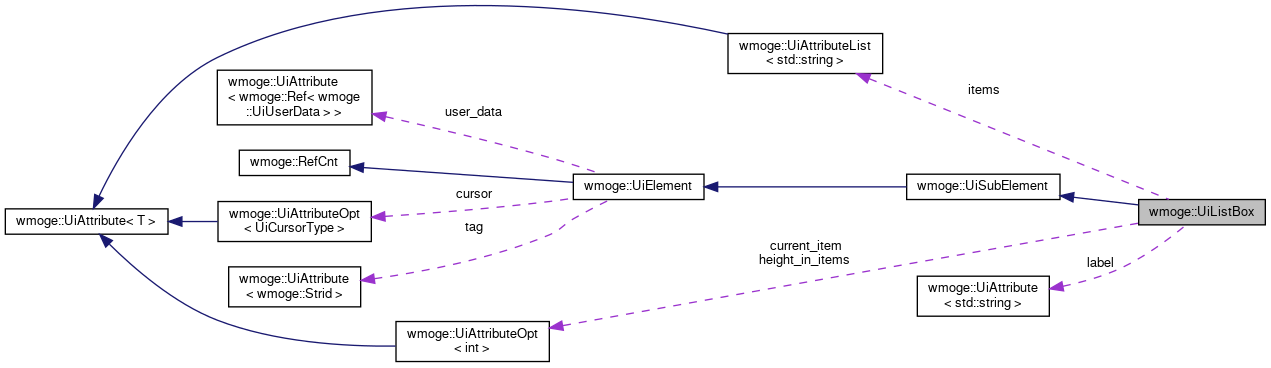 wmoge::UiAttributeList
< std::string >
items
wmoge::UiAttribute
< wmoge::Ref< wmoge
::UiUserData > >
user_data
wmoge::RefCnt
wmoge::UiElement
wmoge::UiSubElement
cursor
wmoge::UiListBox
wmoge::UiAttribute< T >
wmoge::UiAttributeOpt
< UiCursorType >
tag
current_item
height_in_items
label
wmoge::UiAttribute
< wmoge::Strid >
wmoge::UiAttribute
< std::string >
wmoge::UiAttributeOpt
< int >